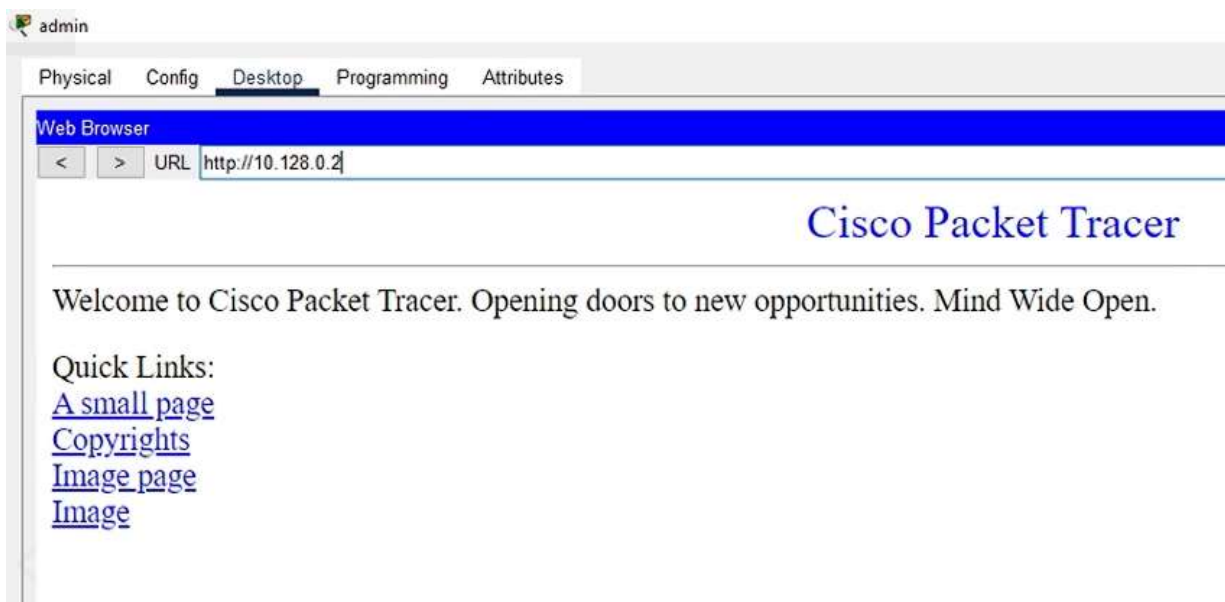 admin
Physical Config Desktop Programming Attributes
Web Browser
< > URL http://10.128.0.2
Cisco Packet Tracer
Welcome to Cisco Packet Tracer. Opening doors to new opportunities. Mind Wide Open.
Quick Links:
A small page
Copyrights
Image page
Image